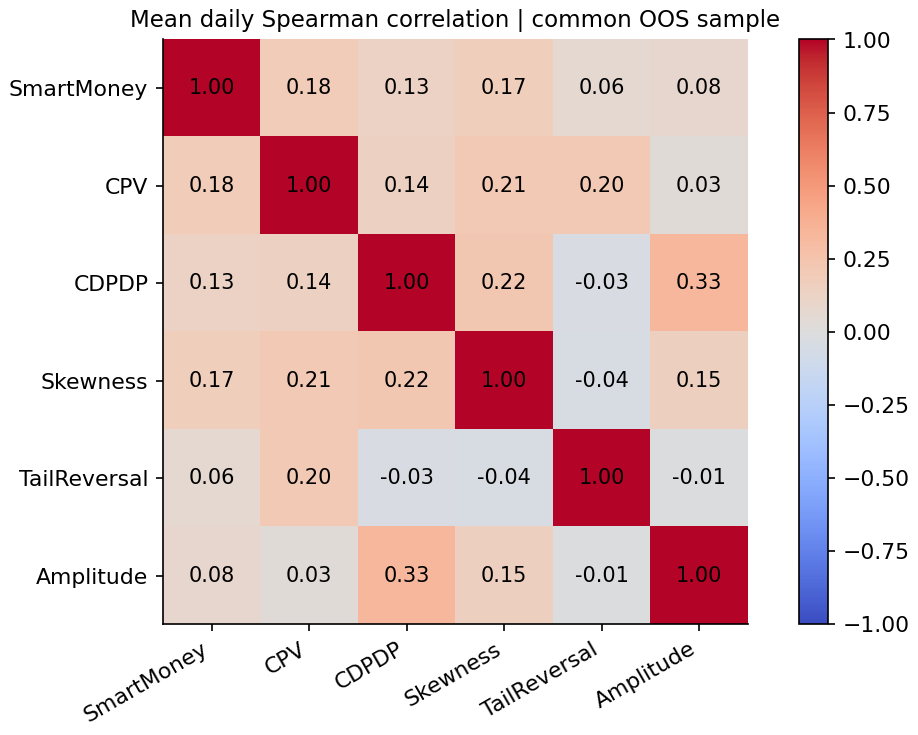 Mean daily Spearman correlation | common OOS sample
SmartMoney 1.00 0.18 0.13 0.17 0.06 0.08
CPV 0.18 1.00 0.14 0.21 0.20 0.03
CDPDP 0.13 0.14 1.00 0.22 -0.03 0.33
Skewness 0.17 0.21 0.22 1.00 -0.04 0.15
TailReversal 0.06 0.20 -0.03 -0.04 1.00 -0.01
Amplitude 0.08 0.03 0.33 0.15 -0.01 1.00
SmartMoney CPV CDPDP Skewness TailReversal Amplitude
1.00
0.75
0.50
0.25
0.00
−0.25
−0.50
−0.75
−1.00